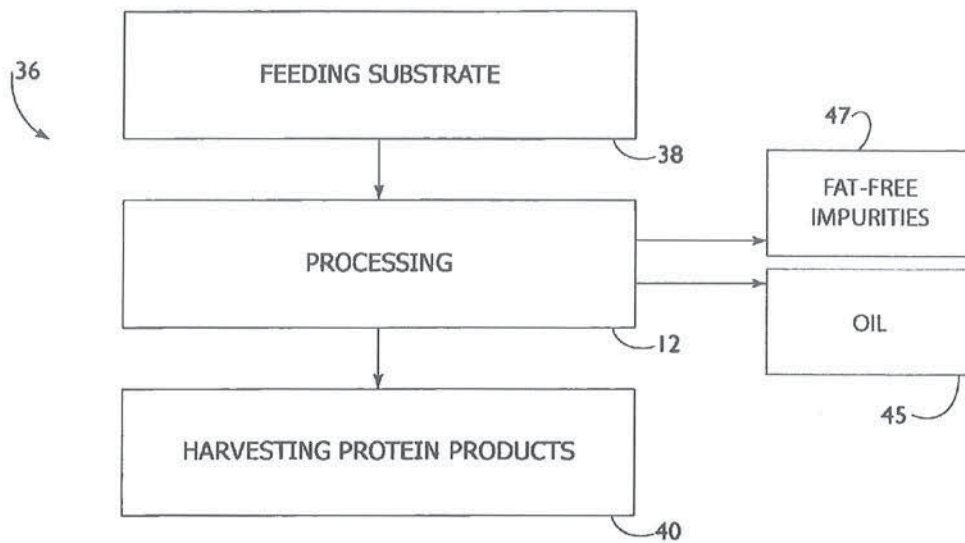 36
FEEDING SUBSTRATE
38
47
FAT-FREE
IMPURITIES
PROCESSING
12
OIL
45
HARVESTING PROTEIN PRODUCTS
40